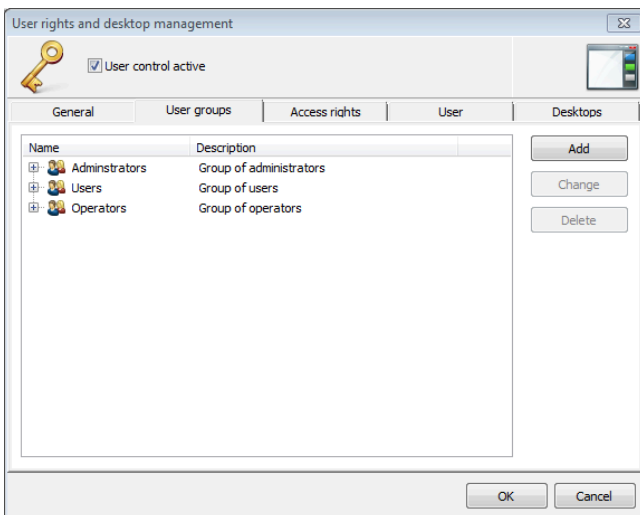 User rights and desktop management
User control active
General User groups Access rights User Desktops
Name Description
Adminstrators Group of administrators
Users Group of users
Operators Group of operators
Add
Change
Delete
OK Cancel